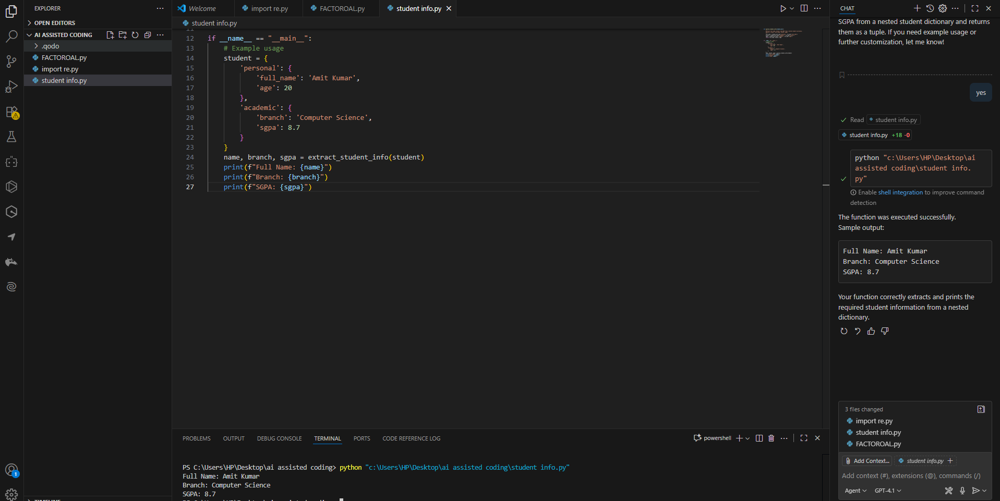 EXPLORER
OPEN EDITORS
AI ASSISTED CODING
.qodo
FACTOROAL.py
import re.py
student info.py
Welcome
import re.py
FACTOROAL.py
student info.py
student info.py
11
12 if __name__ == "__main__":
13 # Example usage
14 student = {
15 'personal': {
16 'full_name': 'Amit Kumar',
17 'age': 20
18 },
19 'academic': {
20 'branch': 'Computer Science',
21 'sgpa': 8.7
22 }
23 }
24 name, branch, sgpa = extract_student_info(student)
25 print(f"Full Name: {name}")
26 print(f"Branch: {branch}")
27 print(f"SGPA: {sgpa}")
PROBLEMS OUTPUT DEBUG CONSOLE TERMINAL PORTS CODE REFERENCE LOG
powershell
PS C:\Users\HP\Desktop\ai assisted coding> python "c:\Users\HP\Desktop\ai assisted coding\student info.py"
Full Name: Amit Kumar
Branch: Computer Science
SGPA: 8.7
CHAT
SGPA from a nested student dictionary and returns
them as a tuple. If you need example usage or
further customization, let me know!
yes
Read student info.py
student info.py +18 -0
python "c:\Users\HP\Desktop\ai
assisted coding\student info.
py"
Enable shell integration to improve command
detection
The function was executed successfully.
Sample output:
Full Name: Amit Kumar
Branch: Computer Science
SGPA: 8.7
Your function correctly extracts and prints the
required student information from a nested
dictionary.
3 files changed
import re.py
student info.py
FACTOROAL.py
Add Context... student info.py
Add context (#), extensions (@), commands (/)
Agent GPT-4.1
1
TIMELINE